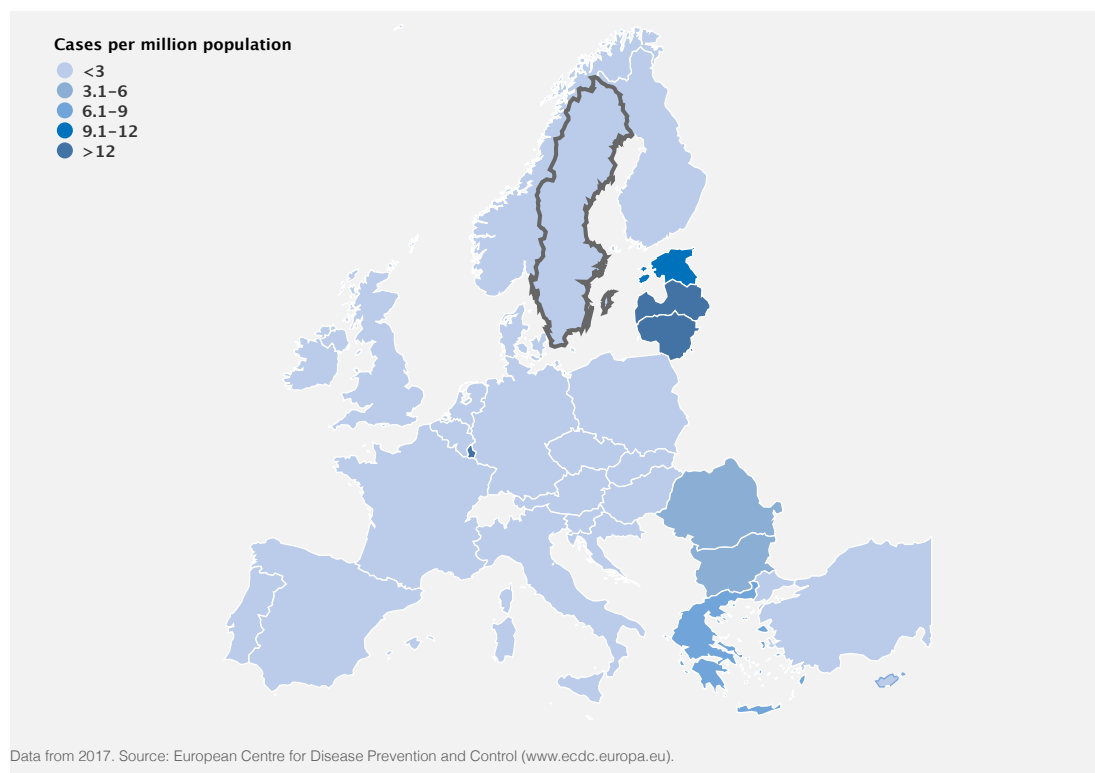 Cases per million population
<3
3.1–6
6.1–9
9.1–12
>12
Data from 2017. Source: European Centre for Disease Prevention and Control (www.ecdc.europa.eu).